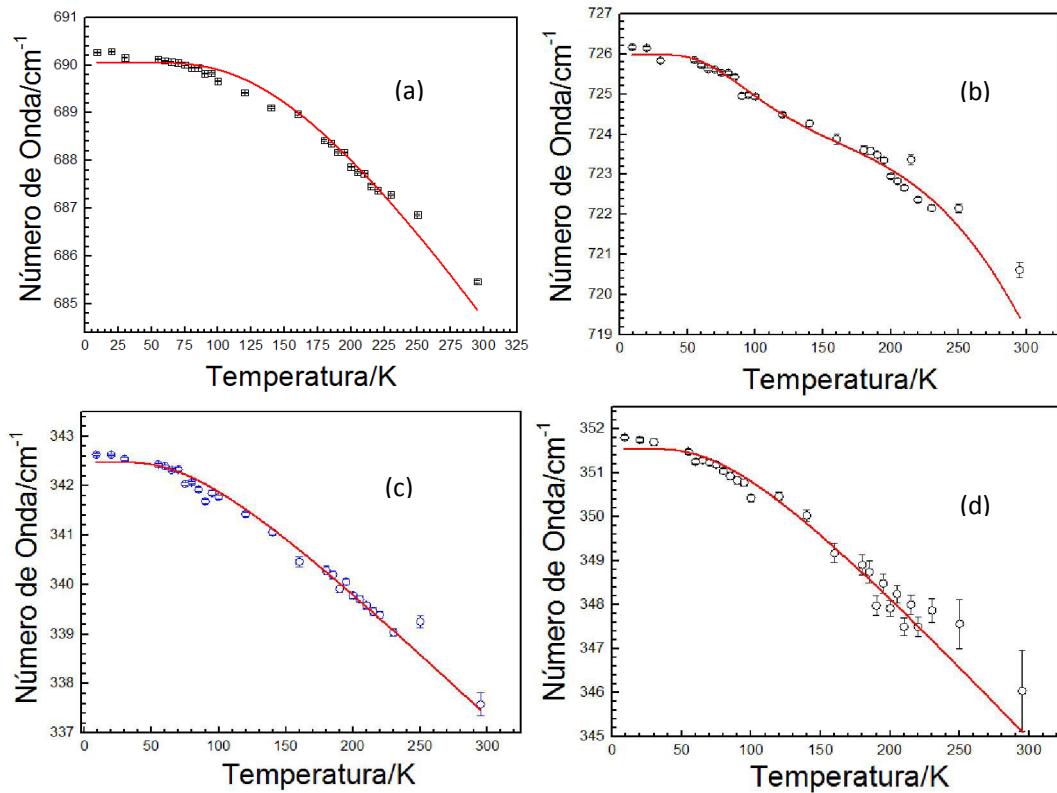 Número de Onda/cm⁻¹
691
690
689
688
687
686
685
(a)
0 25 50 75 100 125 150 175 200 225 250 275 300 325
Temperatura/K
Número de Onda/cm⁻¹
727
726
725
724
723
722
721
720
719
(b)
0 50 100 150 200 250 300
Temperatura/K
Número de Onda/cm⁻¹
343
342
341
340
339
338
337
(c)
0 50 100 150 200 250 300
Temperatura/K
Número de Onda/cm⁻¹
352
351
350
349
348
347
346
345
(d)
0 50 100 150 200 250 300
Temperatura/K